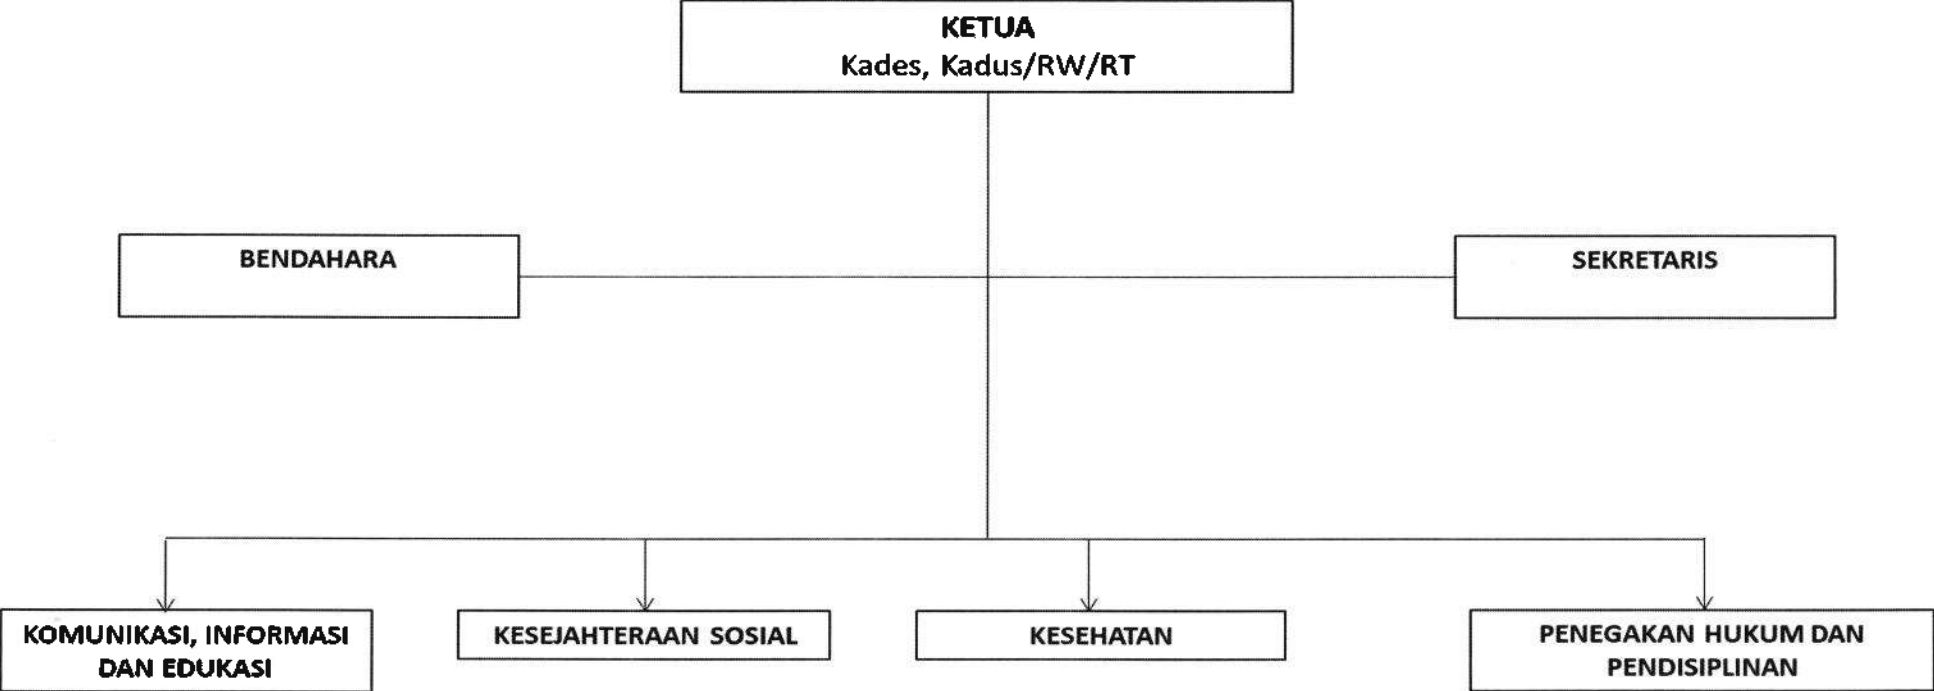 KETUA
Kades, Kadus/RW/RT
BENDAHARA
SEKRETARIS
KOMUNIKASI, INFORMASI
DAN EDUKASI
KESEJAHTERAAN SOSIAL
KESEHATAN
PENEGAKAN HUKUM DAN
PENDISIPLINAN